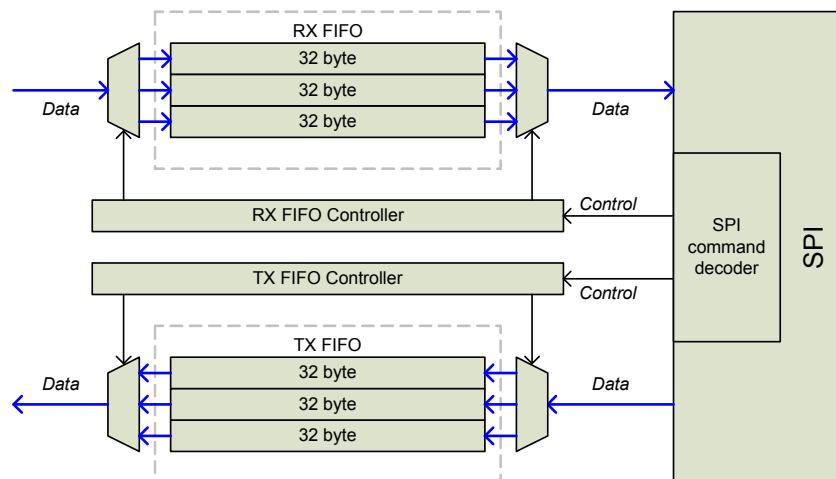 RX FIFO
32 byte
32 byte
32 byte
Data
Data
RX FIFO Controller
Control
SPI
command
decoder
SPI
TX FIFO Controller
Control
TX FIFO
32 byte
32 byte
32 byte
Data
Data